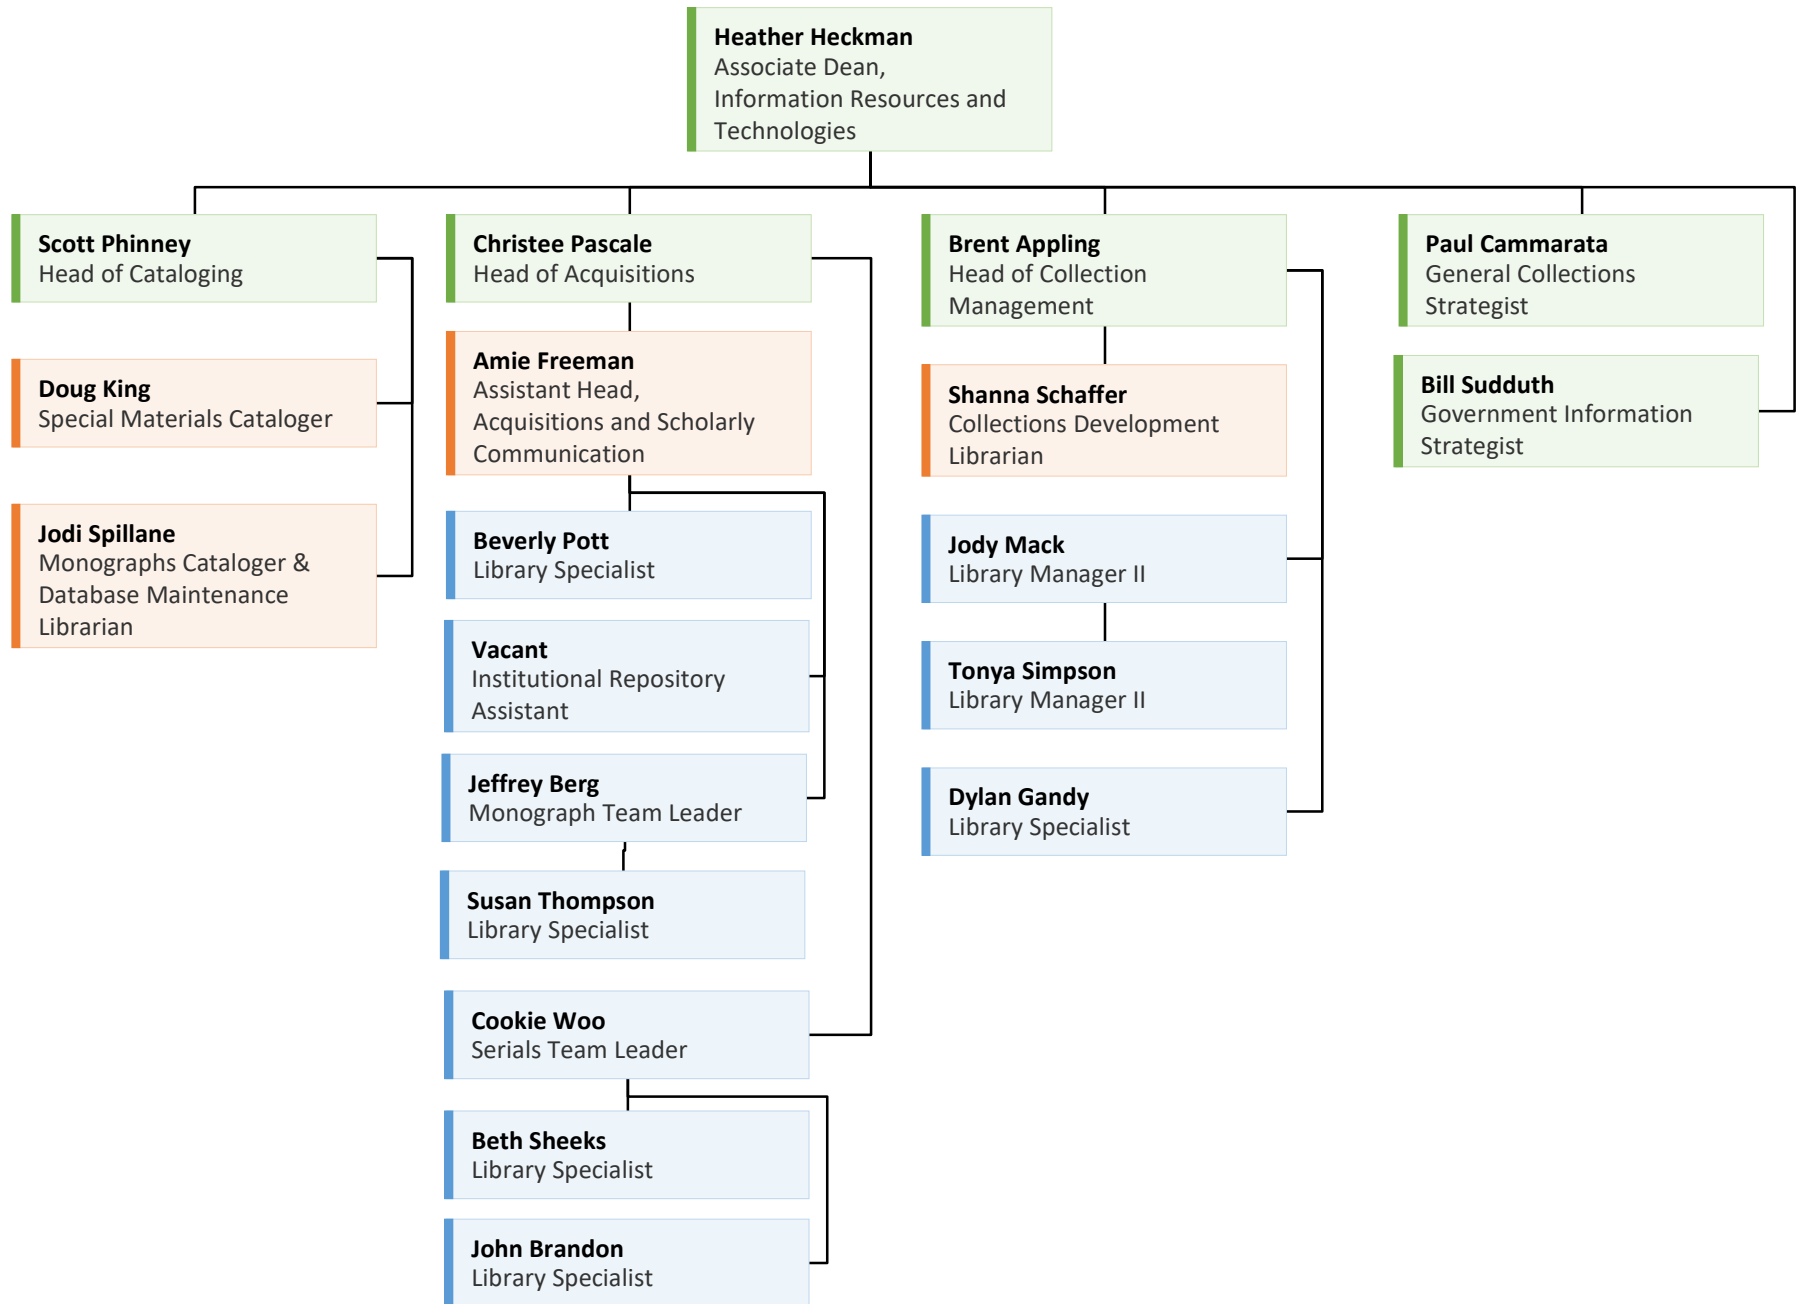 Heather Heckman
Associate Dean,
Information Resources and
Technologies
Scott Phinney
Head of Cataloging
Doug King
Special Materials Cataloger
Jodi Spillane
Monographs Cataloger &
Database Maintenance
Librarian
Christee Pascale
Head of Acquisitions
Amie Freeman
Assistant Head,
Acquisitions and Scholarly
Communication
Beverly Pott
Library Specialist
Vacant
Institutional Repository
Assistant
Jeffrey Berg
Monograph Team Leader
Susan Thompson
Library Specialist
Cookie Woo
Serials Team Leader
Beth Sheeks
Library Specialist
John Brandon
Library Specialist
Brent Appling
Head of Collection
Management
Shanna Schaffer
Collections Development
Librarian
Jody Mack
Library Manager II
Tonya Simpson
Library Manager II
Dylan Gandy
Library Specialist
Paul Cammarata
General Collections
Strategist
Bill Sudduth
Government Information
Strategist